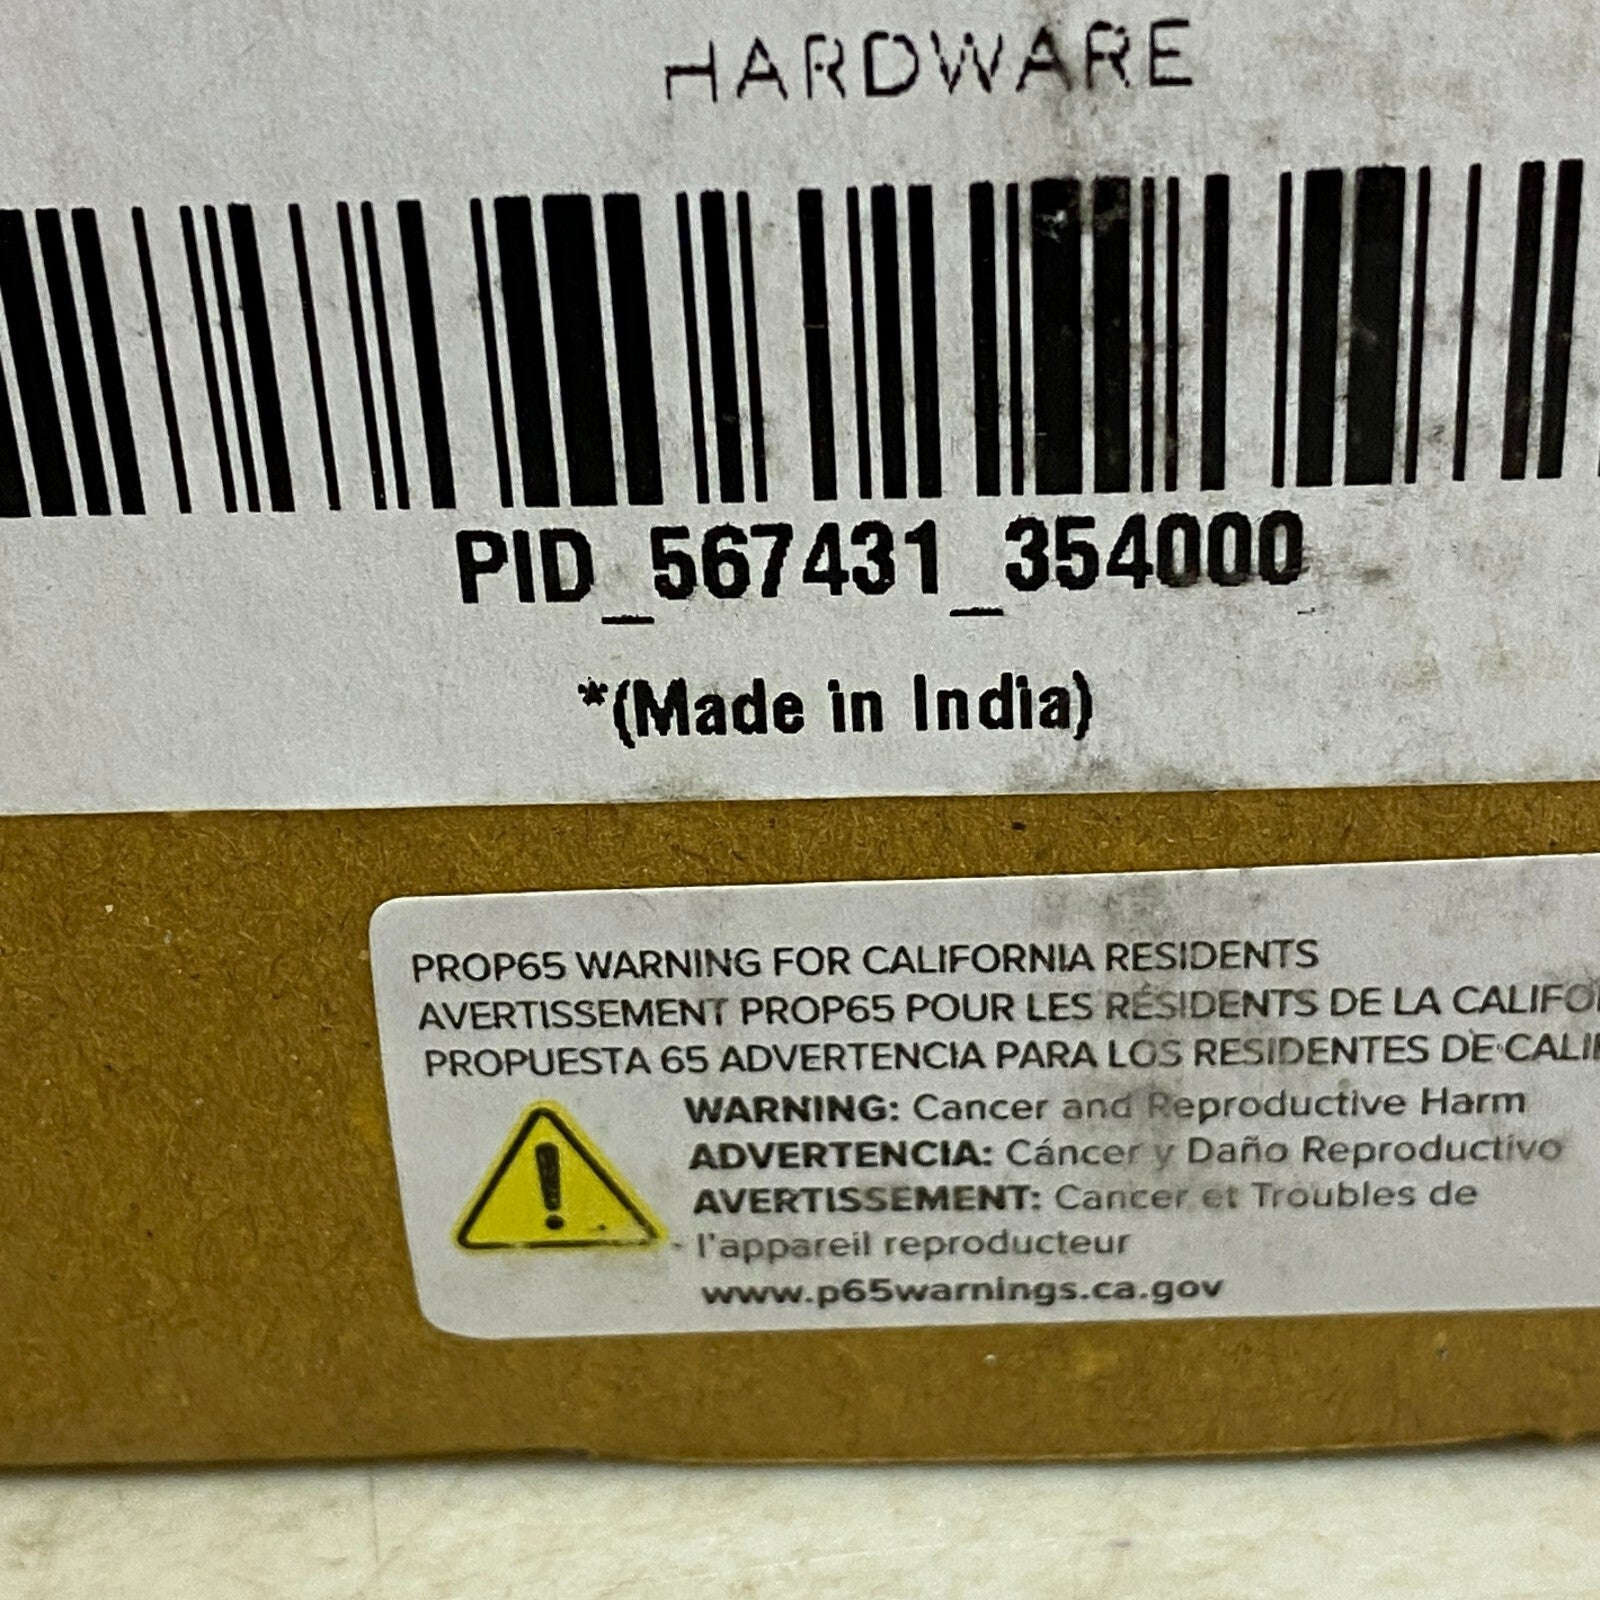 HARDWARE
PID_567431_354000
*(Made in India)
PROP65 WARNING FOR CALIFORNIA RESIDENTS
AVERTISSEMENT PROP65 POUR LES RÉSIDENTS DE LA CALIFO
PROPUESTA 65 ADVERTENCIA PARA LOS RESIDENTES DE CALIF
WARNING: Cancer and Reproductive Harm
ADVERTENCIA: Cáncer y Daño Reproductivo
AVERTISSEMENT: Cancer et Troubles de
l'appareil reproducteur
www.p65warnings.ca.gov